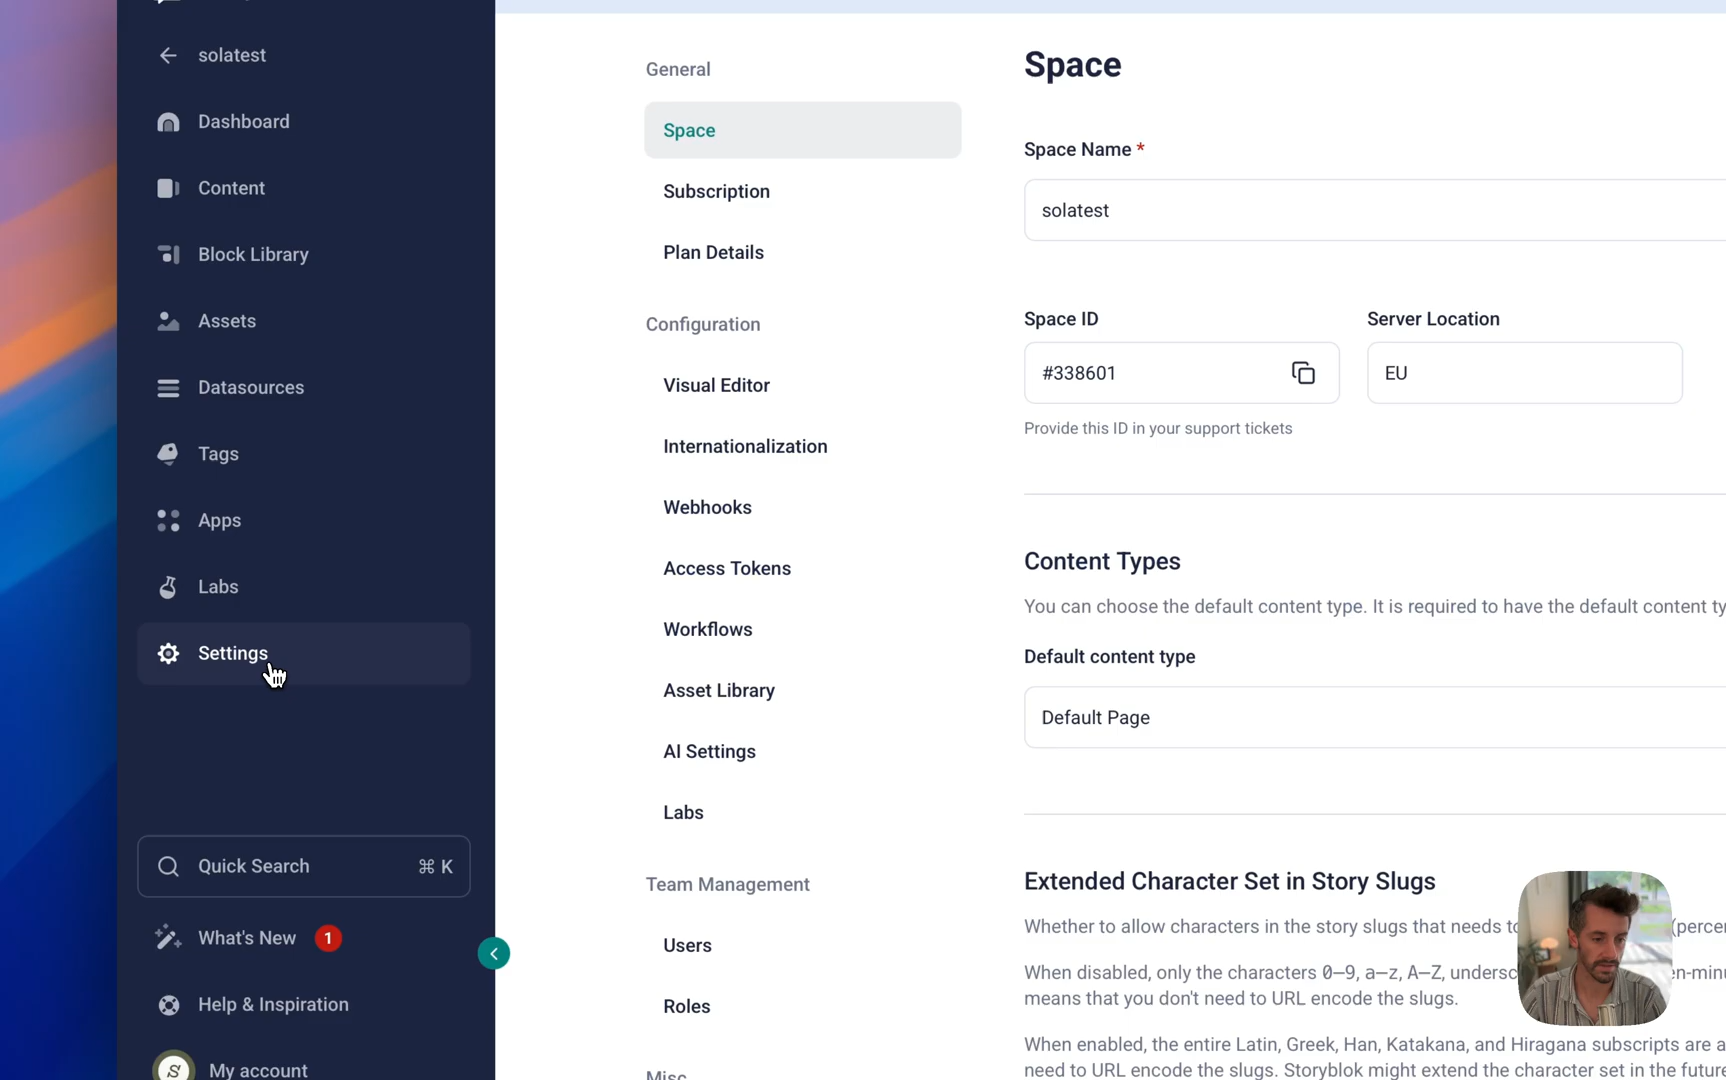 solatest
Dashboard
Content
Block Library
Assets
Datasources
Tags
Apps
Labs
Settings
Quick Search ⌘ K
What's New 1
Help & Inspiration
S My account
General
Space
Subscription
Plan Details
Configuration
Visual Editor
Internationalization
Webhooks
Access Tokens
Workflows
Asset Library
AI Settings
Labs
Team Management
Users
Roles
Misc
Space
Space Name *
solatest
Space ID
#338601
Provide this ID in your support tickets
Server Location
EU
Content Types
You can choose the default content type. It is required to have the default content ty
Default content type
Default Page
Extended Character Set in Story Slugs
Whether to allow characters in the story slugs that needs to (percer
When disabled, only the characters 0–9, a–z, A–Z, undersc en-minu
means that you don't need to URL encode the slugs.
When enabled, the entire Latin, Greek, Han, Katakana, and Hiragana subscripts are a
need to URL encode the slugs. Storyblok might extend the character set in the future